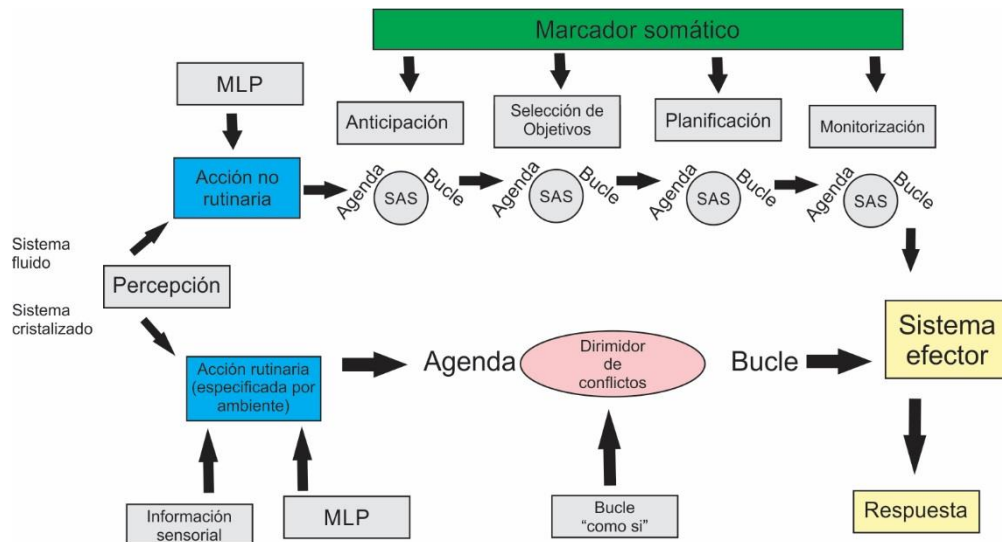 Marcador somático
MLP
Anticipación
Selección de
Objetivos
Planificación
Monitorización
Acción no
rutinaria
Agenda
SAS
Bucle
Agenda
SAS
Bucle
Agenda
SAS
Bucle
Agenda
SAS
Bucle
Sistema
fluido
Percepción
Sistema
cristalizado
Acción rutinaria
(especificada por
ambiente)
Agenda
Dirimidor
de
conflictos
Bucle
Sistema
efector
Información
sensorial
MLP
Bucle
"como si"
Respuesta